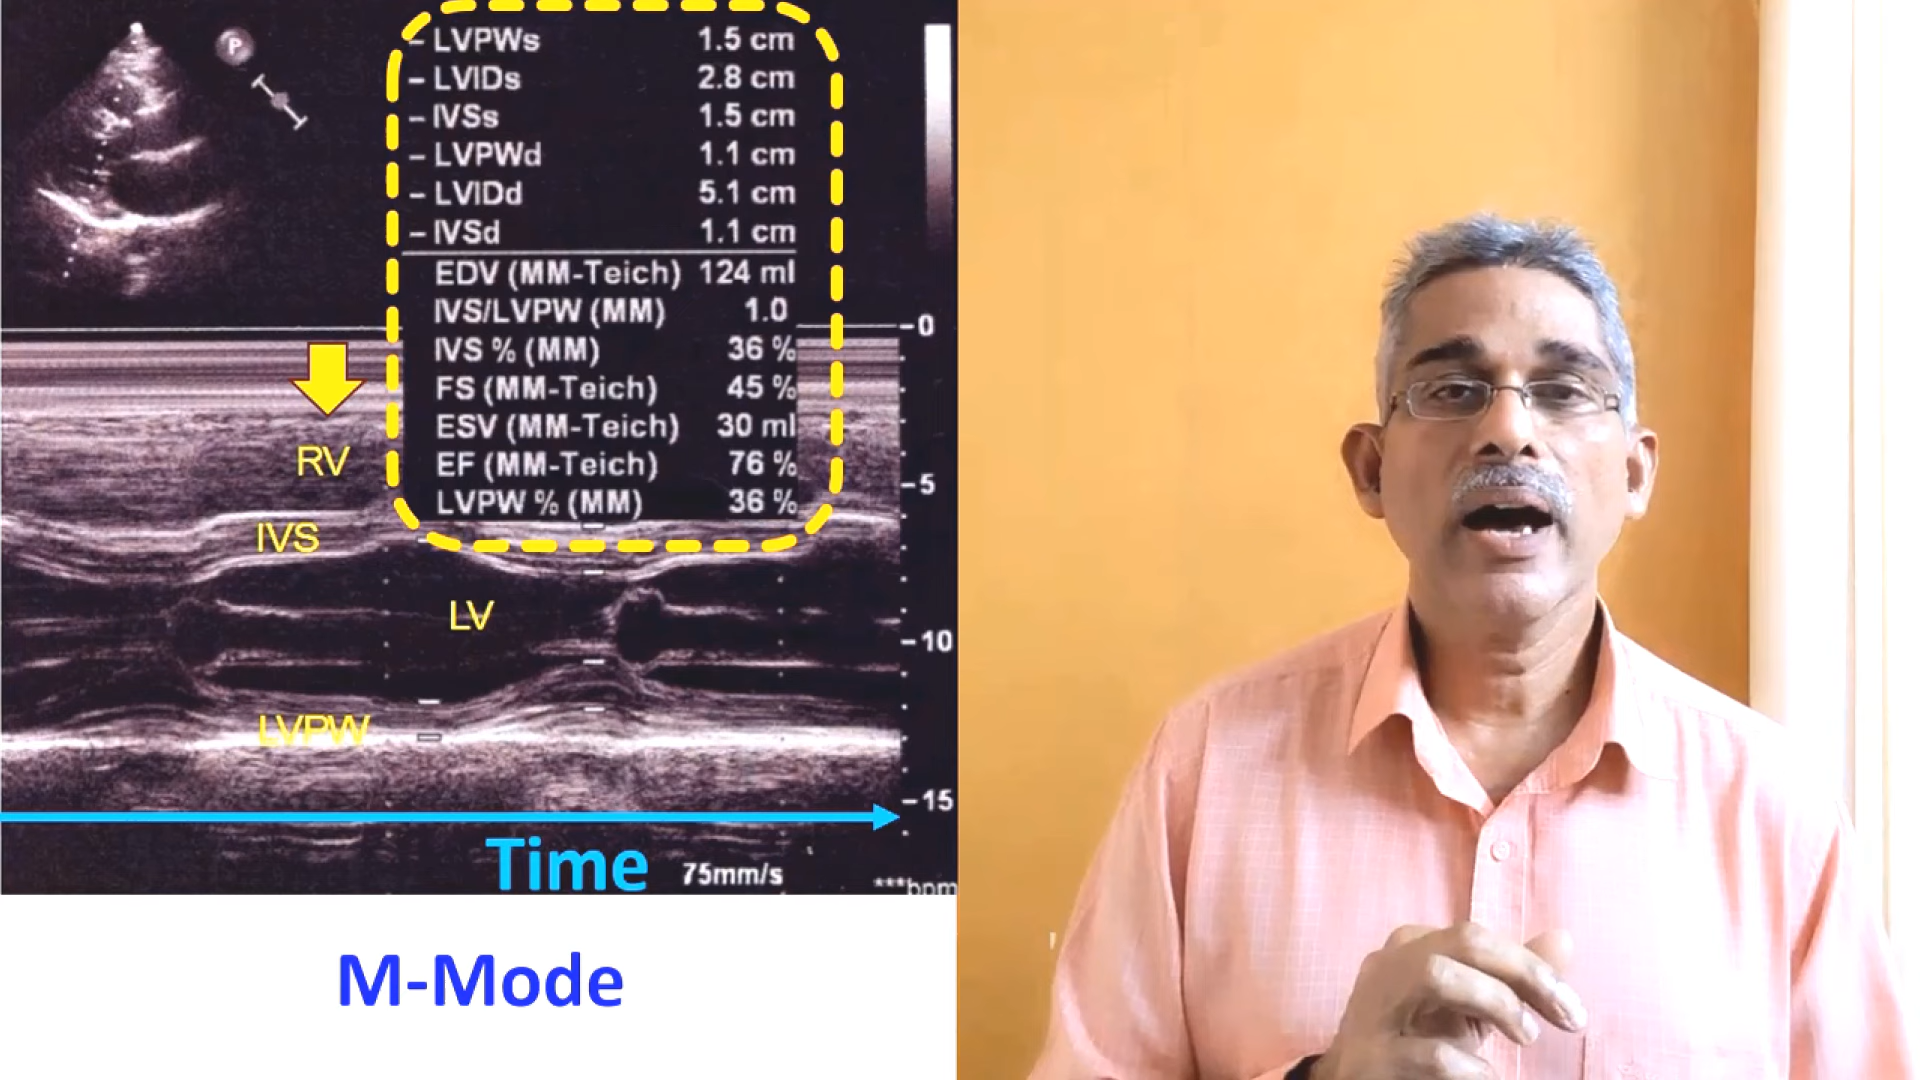 P
LVPWs 1.5 cm
LVIDs 2.8 cm
IVSs 1.5 cm
LVPWd 1.1 cm
LVIDd 5.1 cm
IVSd 1.1 cm
EDV (MM-Teich) 124 ml
IVS/LVPW (MM) 1.0
IVS % (MM) 36 %
FS (MM-Teich) 45 %
ESV (MM-Teich) 30 ml
EF (MM-Teich) 76 %
LVPW % (MM) 36 %
0
5
10
15
RV
IVS
LV
LVPW
Time
75mm/s
***bpm
M-Mode